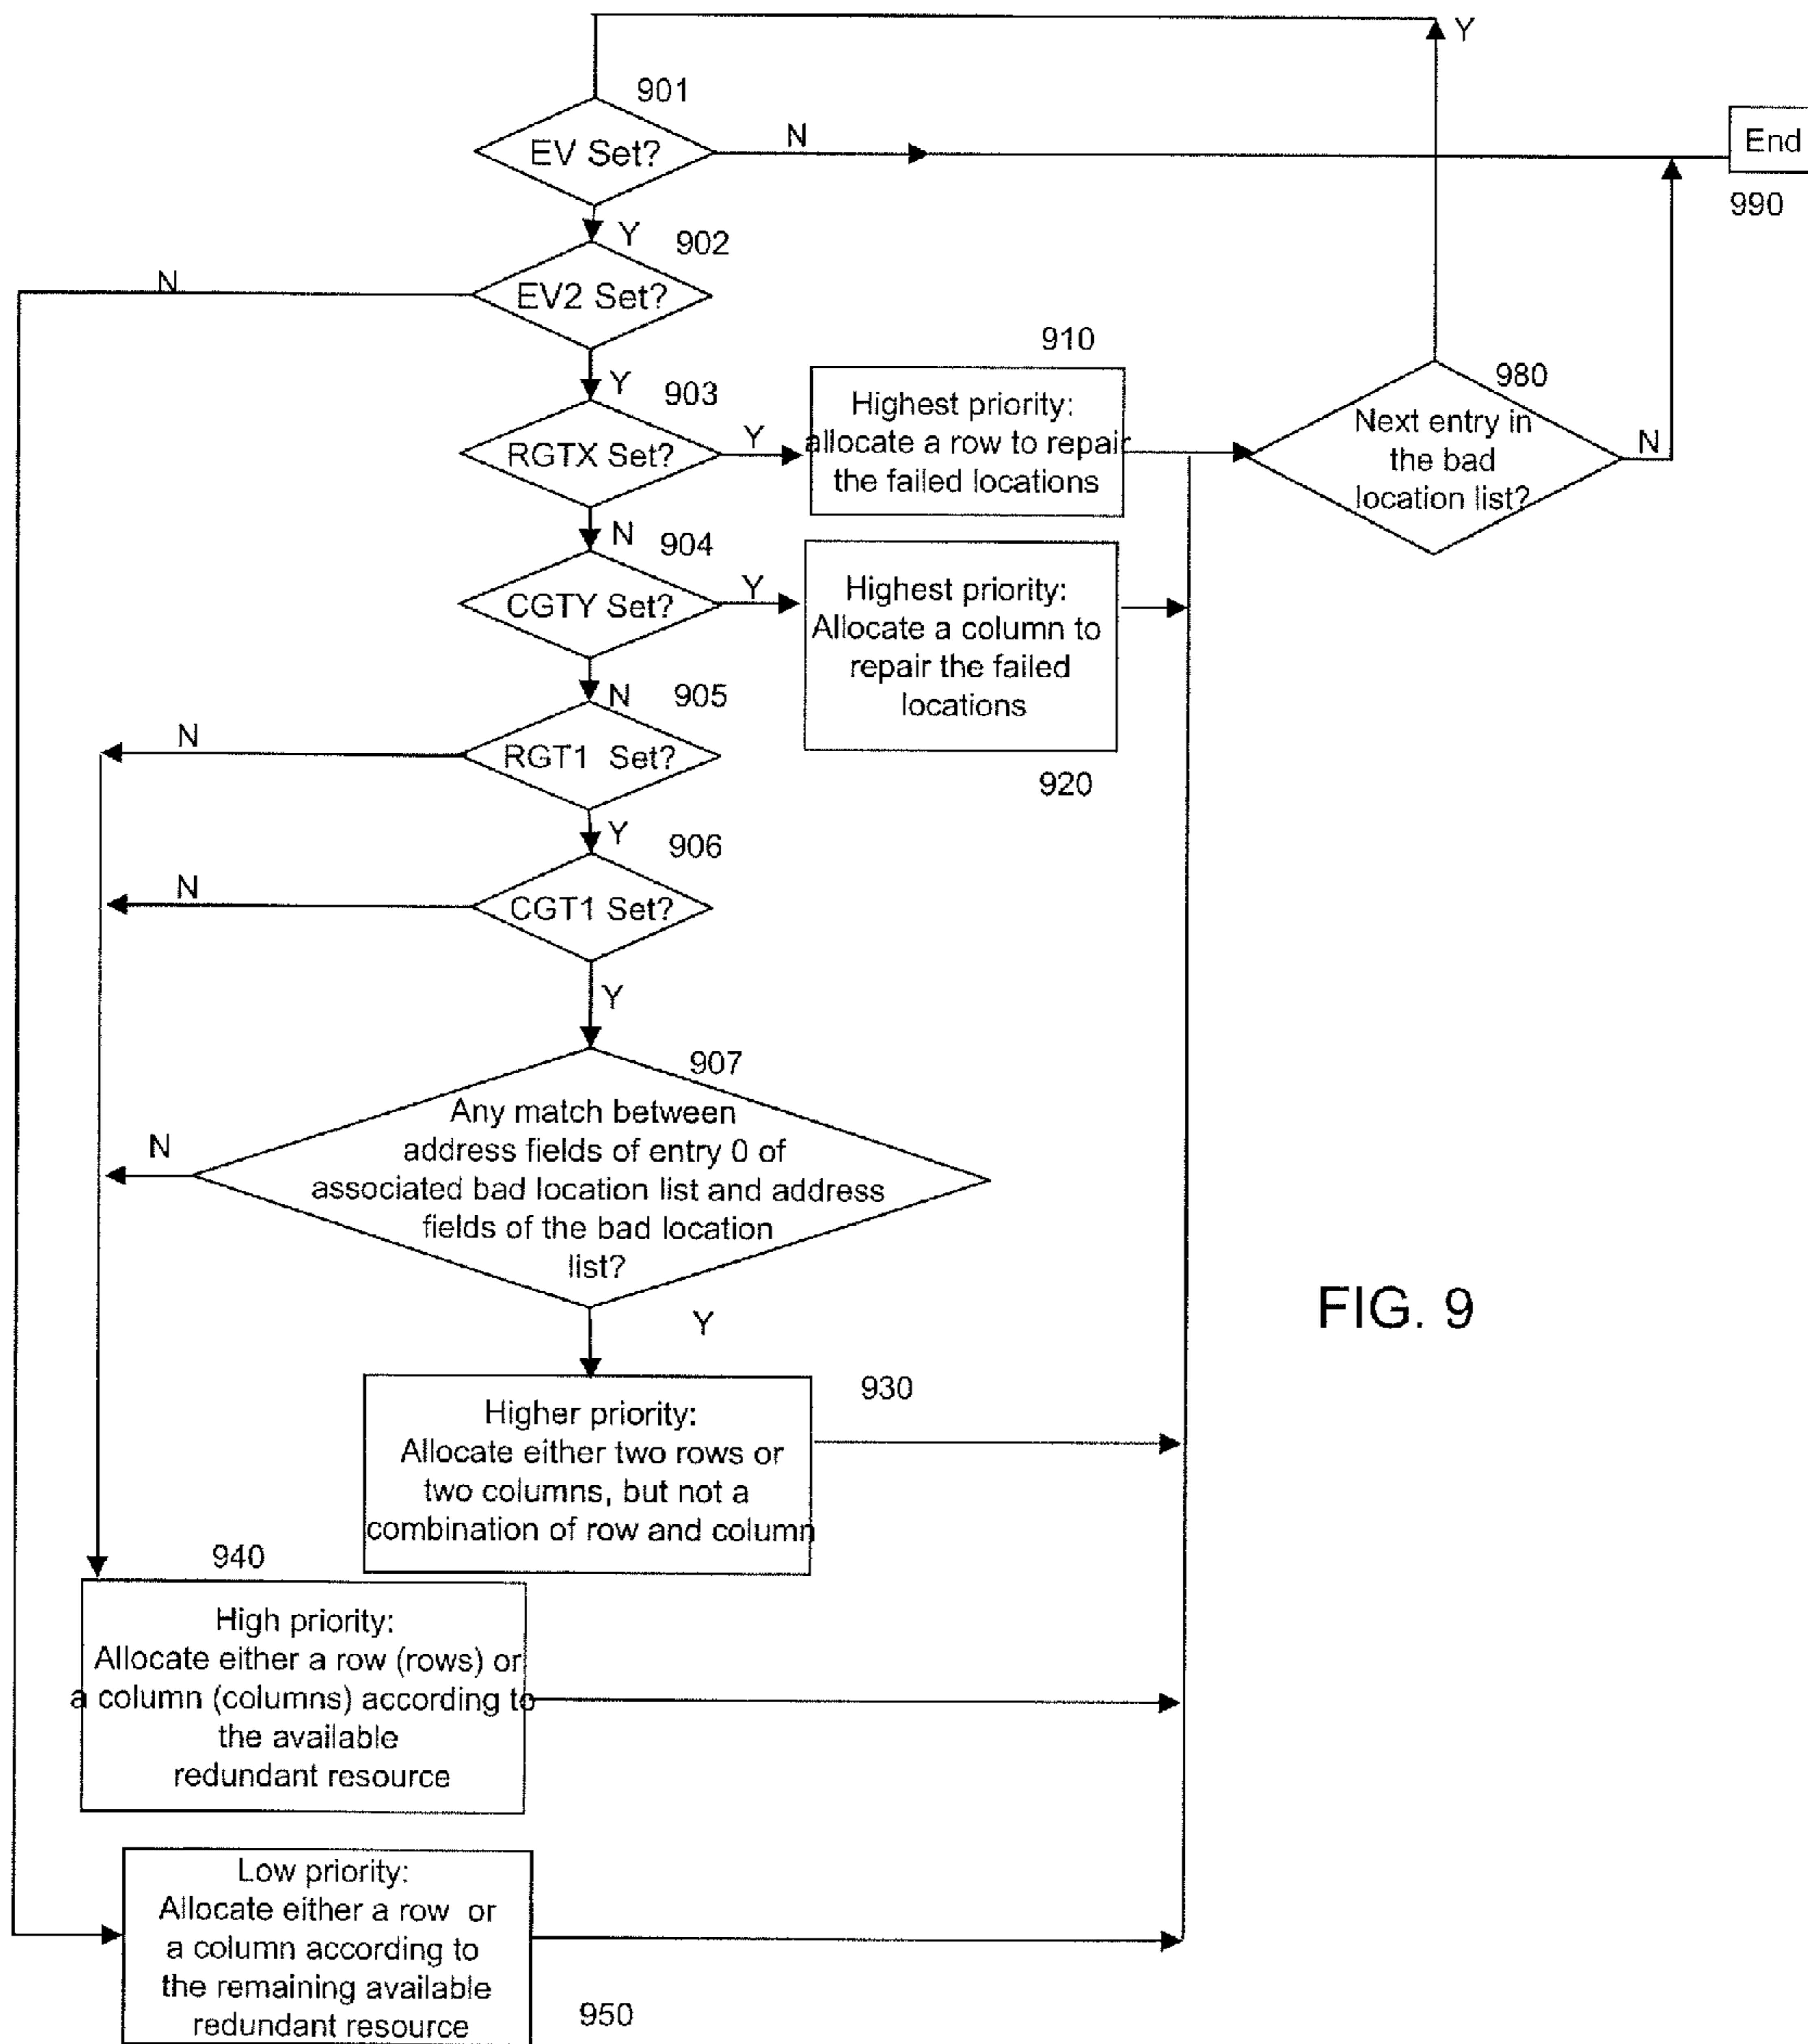 Y
901
EV Set?
N
End
990
Y
902
N
EV2 Set?
910
Y
903
980
Highest priority:
allocate a row to repair
the failed locations
Next entry in
the bad
location list?
N
RGTX Set?
Y
N
904
CGTY Set?
Y
Highest priority:
Allocate a column to
repair the failed
locations
920
N
905
N
RGT1 Set?
Y
906
N
CGT1 Set?
Y
907
Any match between
address fields of entry 0 of
associated bad location list and address
fields of the bad location
list?
N
Y
FIG. 9
930
Higher priority:
Allocate either two rows or
two columns, but not a
combination of row and column
940
High priority:
Allocate either a row (rows) or
a column (columns) according to
the available
redundant resource
Low priority:
Allocate either a row or
a column according to
the remaining available
redundant resource
950